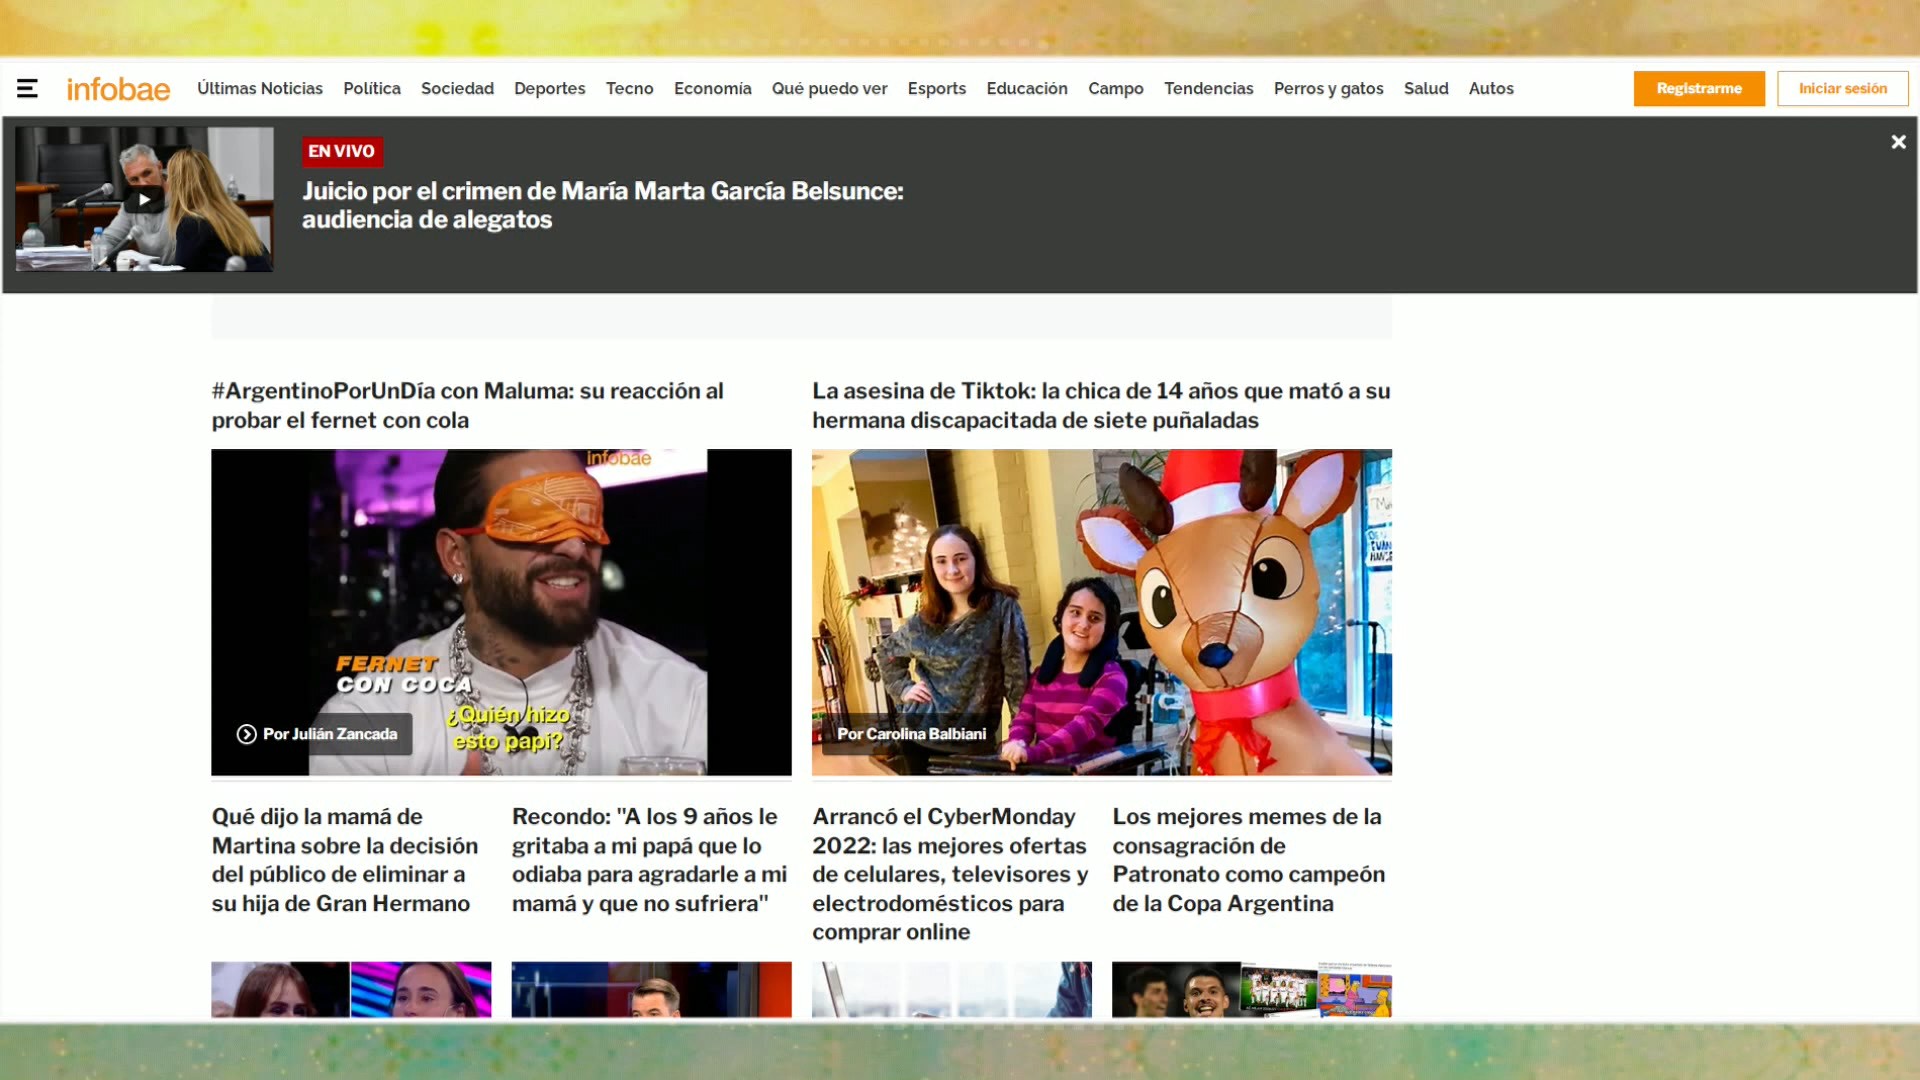 infobae
Últimas Noticias
Política
Sociedad
Deportes
Tecno
Economía
Qué puedo ver
Esports
Educación
Campo
Tendencias
Perros y gatos
Salud
Autos
Registrarme
Iniciar sesión
EN VIVO
Juicio por el crimen de María Marta García Belsunce:
audiencia de alegatos
#ArgentinoPorUnDía con Maluma: su reacción al
probar el fernet con cola
infobae
FERNET
CON COCA
¿Quién hizo
esto papi?
Por Julián Zancada
La asesina de Tiktok: la chica de 14 años que mató a su
hermana discapacitada de siete puñaladas
Por Carolina Balbiani
Qué dijo la mamá de
Martina sobre la decisión
del público de eliminar a
su hija de Gran Hermano
Recondo: "A los 9 años le
gritaba a mi papá que lo
odiaba para agradarle a mi
mamá y que no sufriera"
Arrancó el CyberMonday
2022: las mejores ofertas
de celulares, televisores y
electrodomésticos para
comprar online
Los mejores memes de la
consagración de
Patronato como campeón
de la Copa Argentina